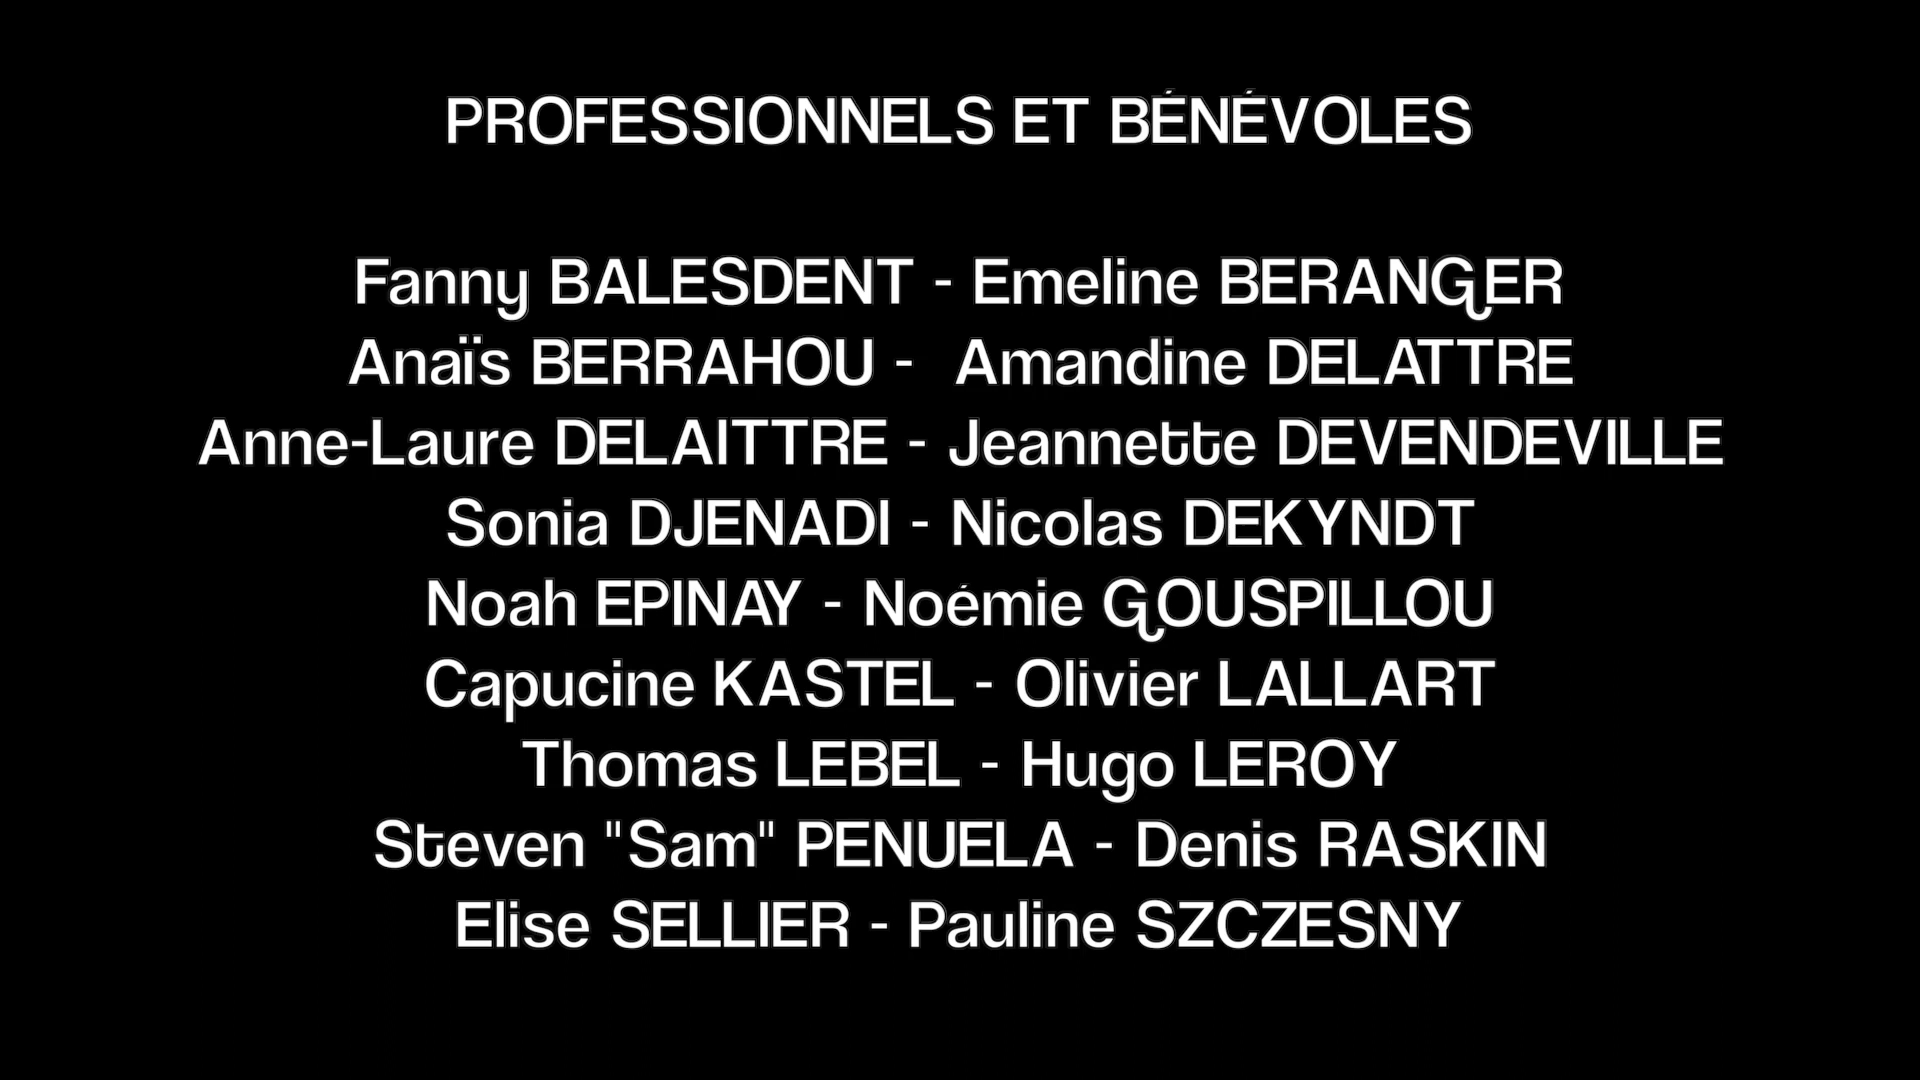 PROFESSIONNELS ET BÉNÉVOLES
Fanny BALESDENT - Emeline BERANGER
Anaïs BERRAHOU - Amandine DELATTRE
Anne-Laure DELAITTRE - Jeannette DEVENDEVILLE
Sonia DJENADI - Nicolas DEKYNDT
Noah EPINAY - Noémie GOUSPILLOU
Capucine KASTEL - Olivier LALLART
Thomas LEBEL - Hugo LEROY
Steven "Sam" PENUELA - Denis RASKIN
Elise SELLIER - Pauline SZCZESNY